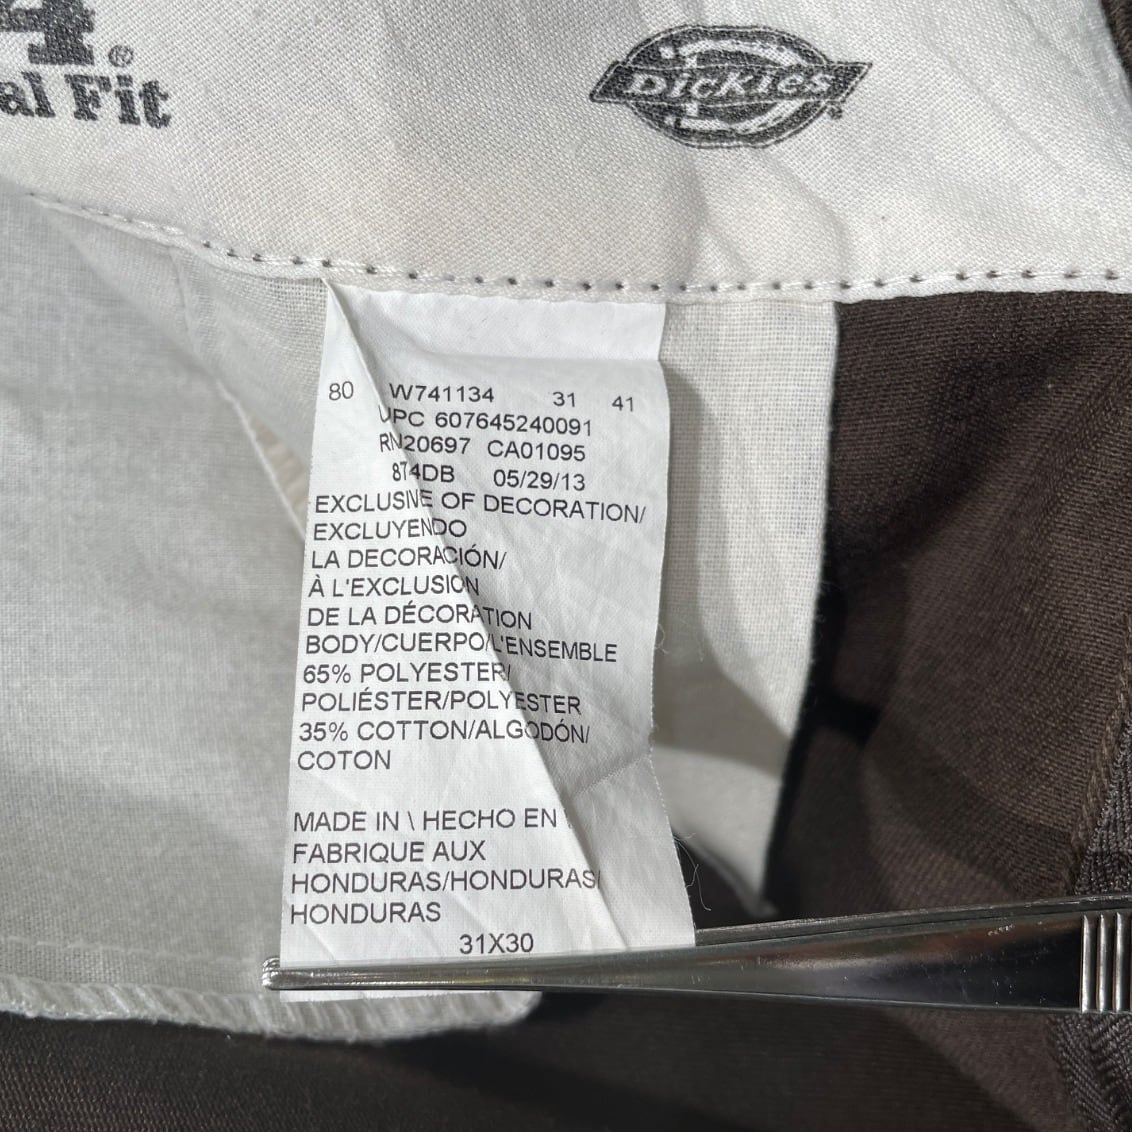 4®
al Fit
Dickies®
80 W741134 31 41
UPC 607645240091
RN20697 CA01095
874DB 05/29/13
EXCLUSIVE OF DECORATION/
EXCLUYENDO
LA DECORACIÓN/
À L'EXCLUSION
DE LA DÉCORATION
BODY/CUERPO/L'ENSEMBLE
65% POLYESTER/
POLIÉSTER/POLYESTER
35% COTTON/ALGODÓN/
COTON
MADE IN \ HECHO EN \
FABRIQUE AUX
HONDURAS/HONDURAS/
HONDURAS
31X30